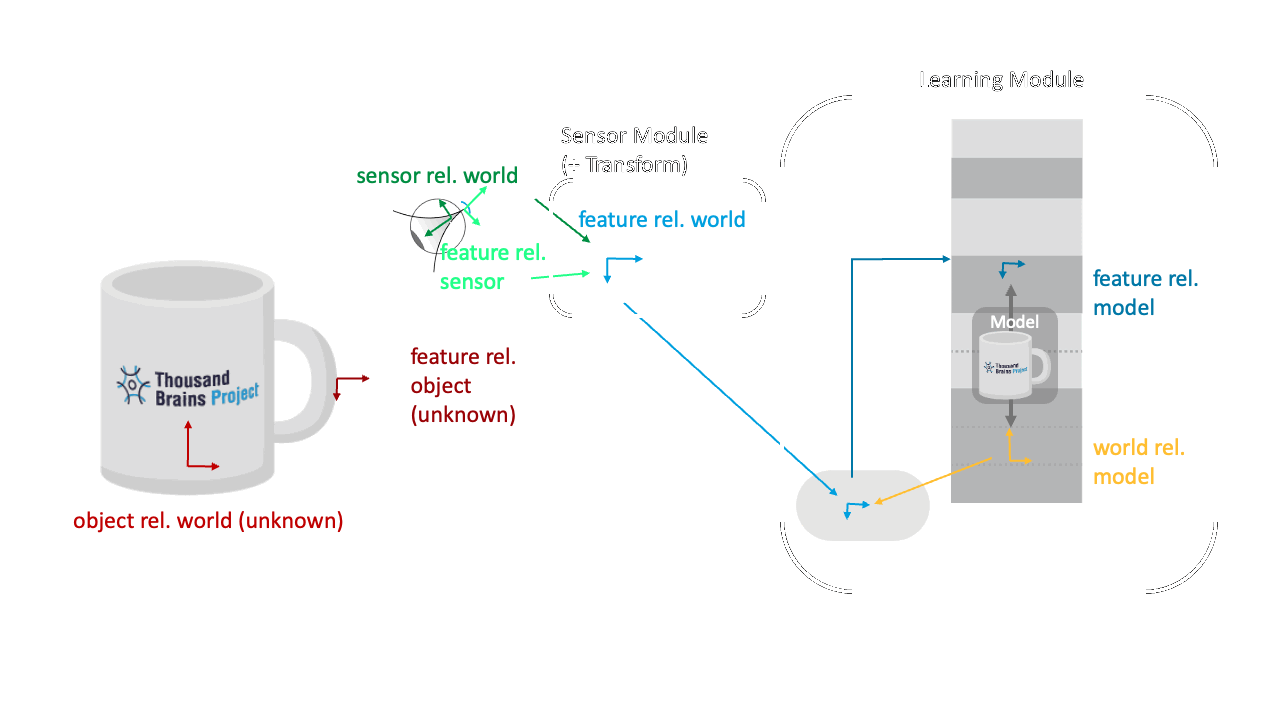 Learning Module
Sensor Module
(+ Transform)
sensor rel. world
feature rel. world
feature rel.
sensor
feature rel.
model
Model
Thousand
Brains Project
feature rel.
object
(unknown)
Thousand
Brains Project
world rel.
model
object rel. world (unknown)